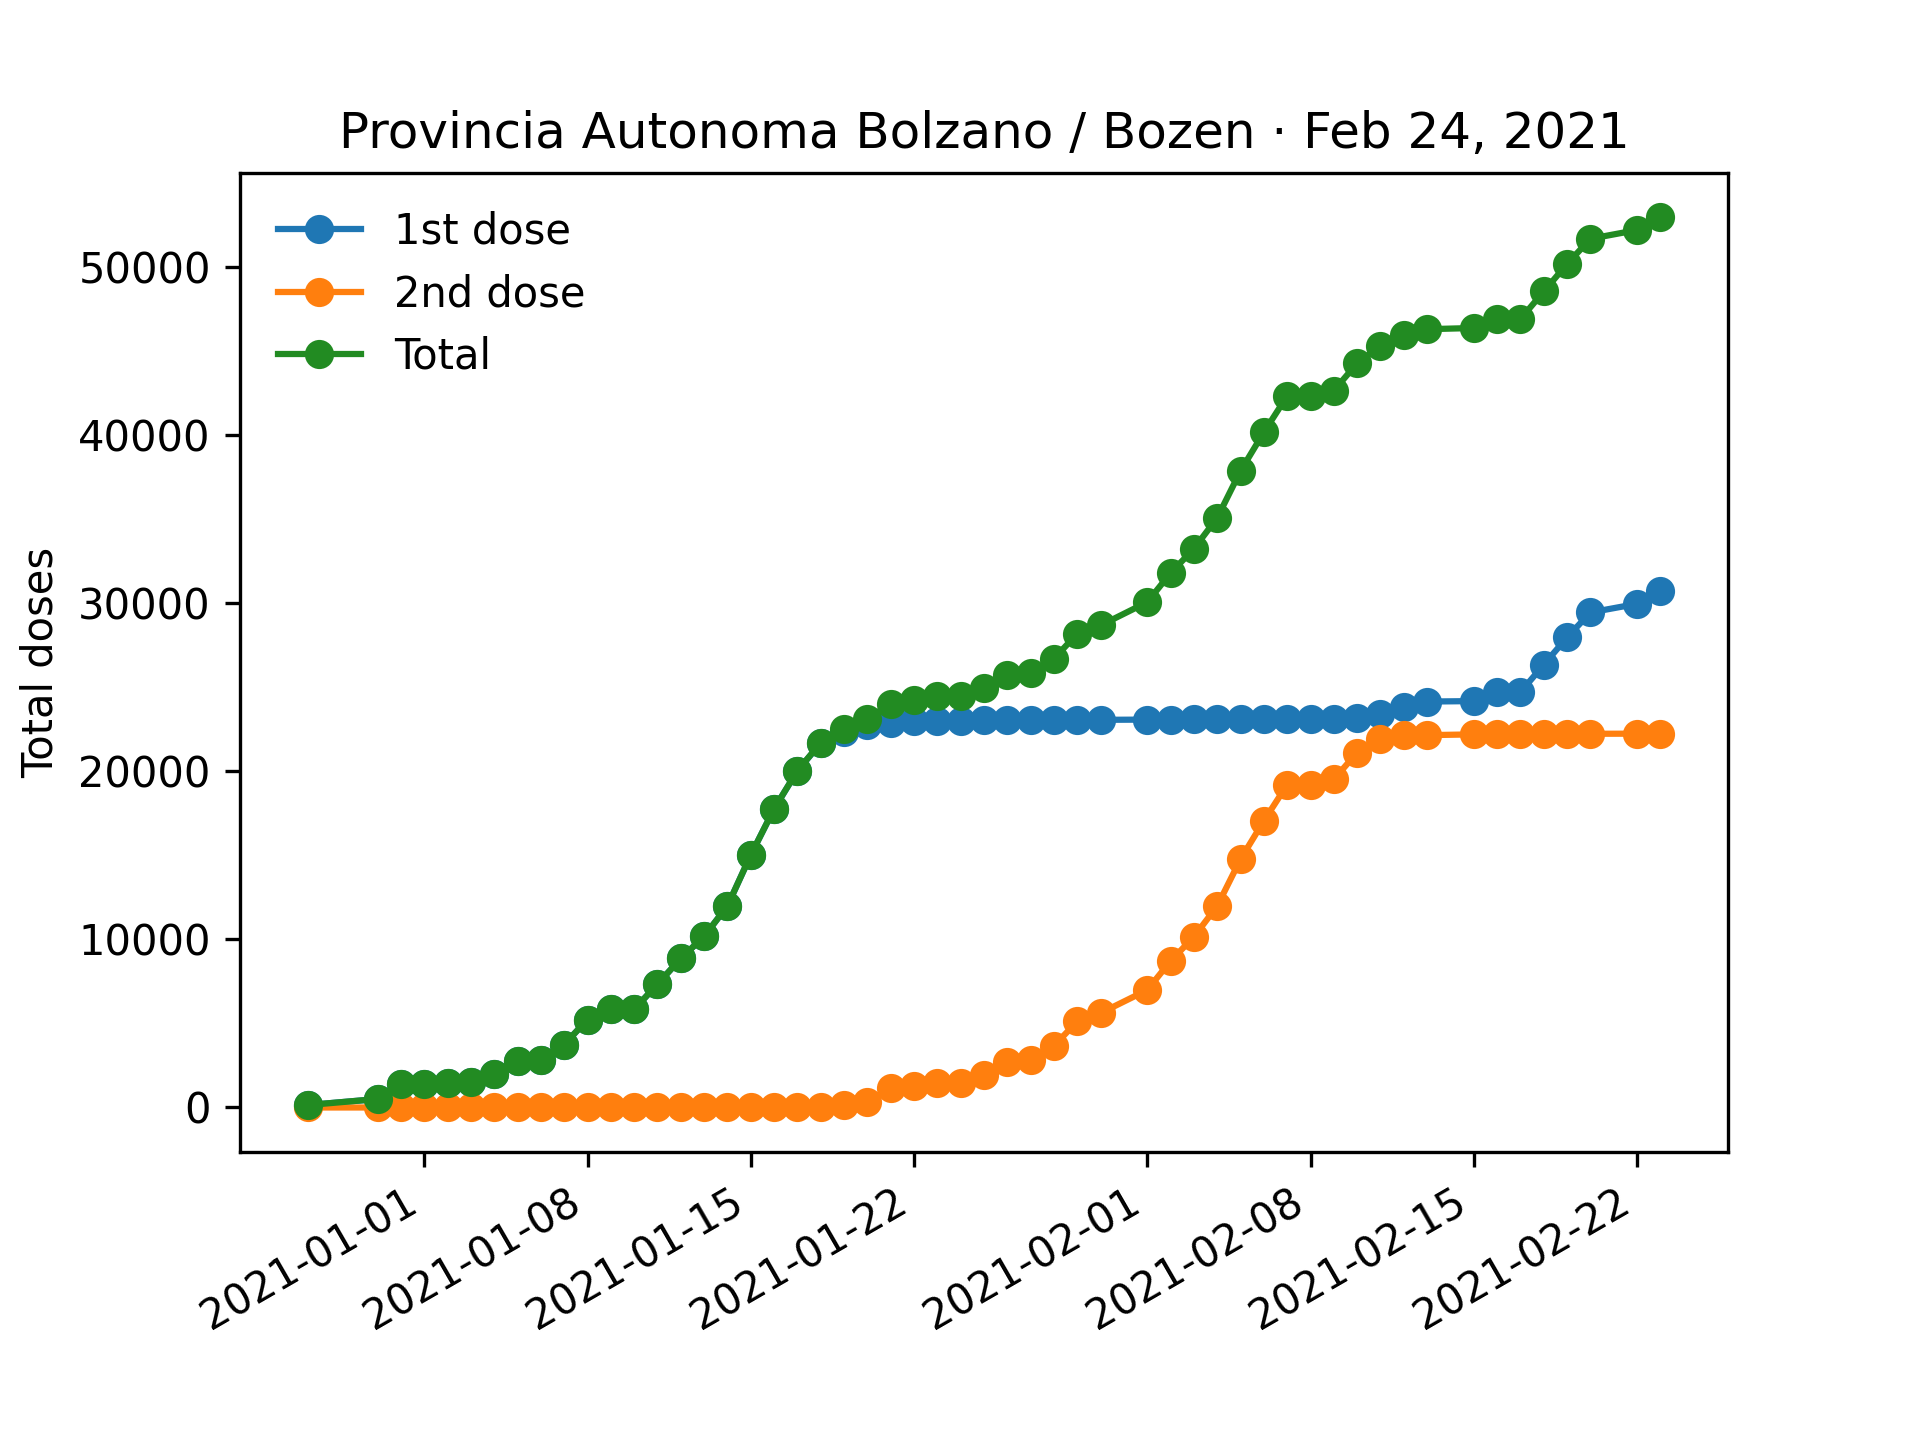 Provincia Autonoma Bolzano / Bozen · Feb 24, 2021
1st dose
2nd dose
Total
Total doses
50000
40000
30000
20000
10000
0
2021-01-01
2021-01-08
2021-01-15
2021-01-22
2021-02-01
2021-02-08
2021-02-15
2021-02-22